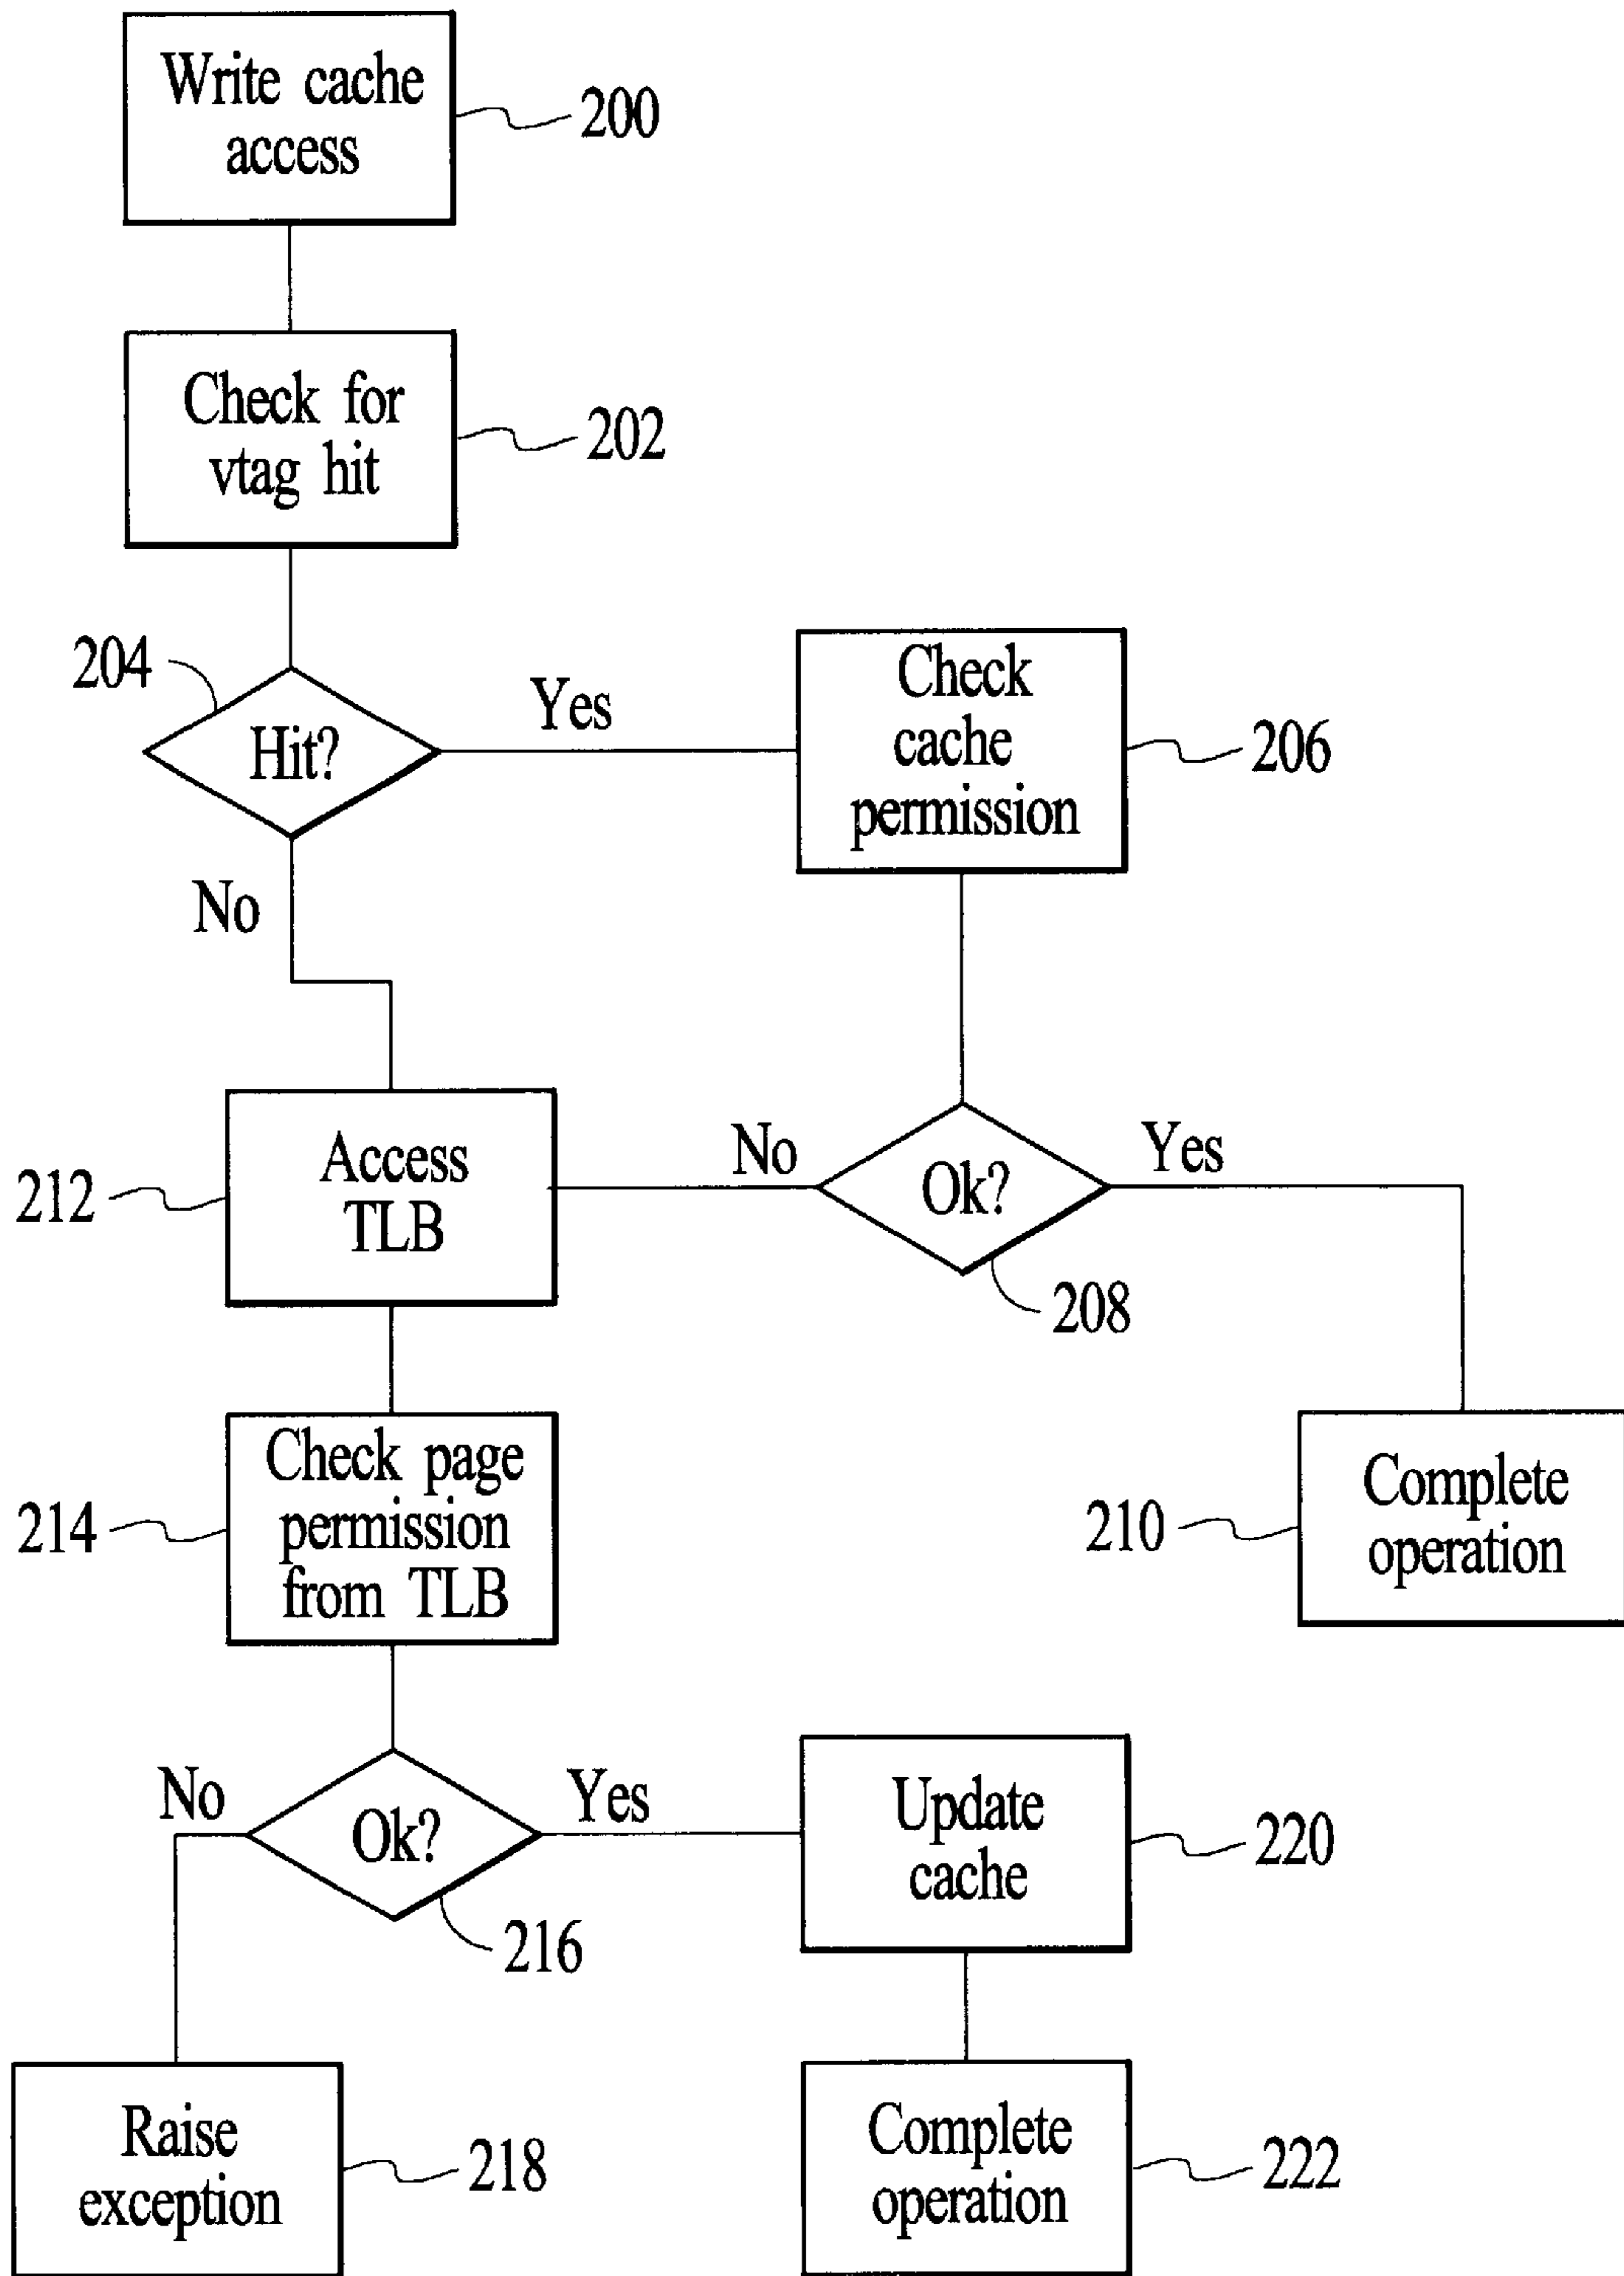 Write cache
access
200
Check for
vtag hit
202
204
Hit?
Yes
No
Check
cache
permission
206
Access
TLB
212
No
Ok?
Yes
208
Check page
permission
from TLB
214
Complete
operation
210
No
Ok?
Yes
216
Update
cache
220
Raise
exception
218
Complete
operation
222